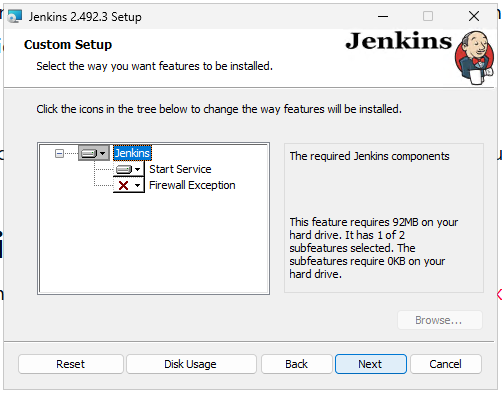 Jenkins 2.492.3 Setup
Custom Setup
Select the way you want features to be installed.
Jenkins
Click the icons in the tree below to change the way features will be installed.
Jenkins
Start Service
Firewall Exception
The required Jenkins components
This feature requires 92MB on your
hard drive. It has 1 of 2
subfeatures selected. The
subfeatures require 0KB on your
hard drive.
Browse...
Reset
Disk Usage
Back
Next
Cancel